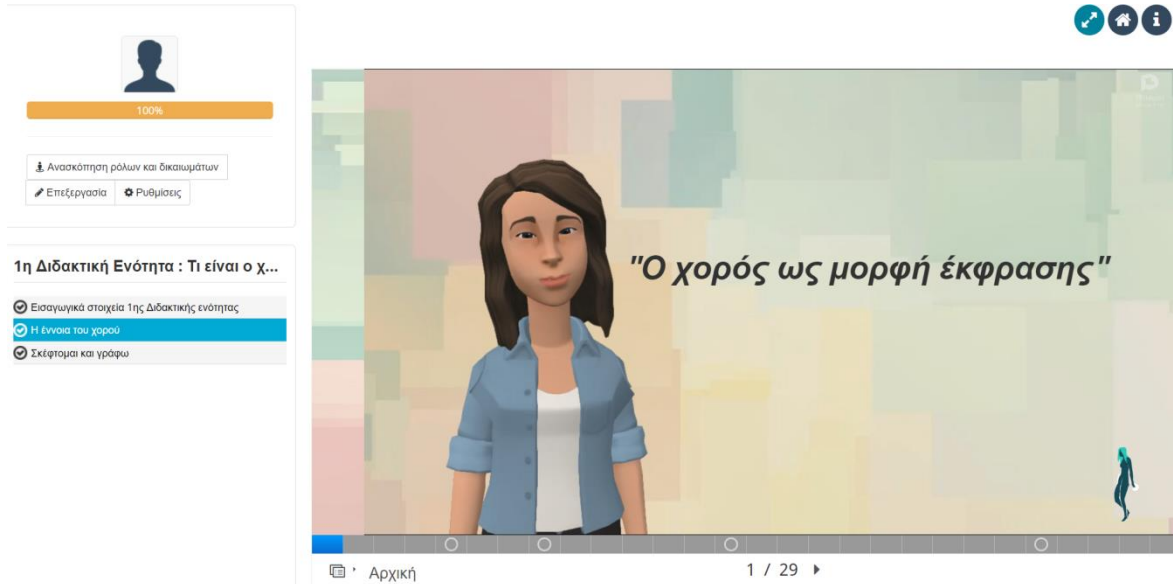 100%
Ανασκόπηση ρόλων και δικαιωμάτων
Επεξεργασία
Ρυθμίσεις
1η Διδακτική Ενότητα : Τι είναι ο χ...
Εισαγωγικά στοιχεία 1ης Διδακτικής ενότητας
Η έννοια του χορού
Σκέφτομαι και γράφω
"Ο χορός ως μορφή έκφρασης"
Αρχική
1 / 29